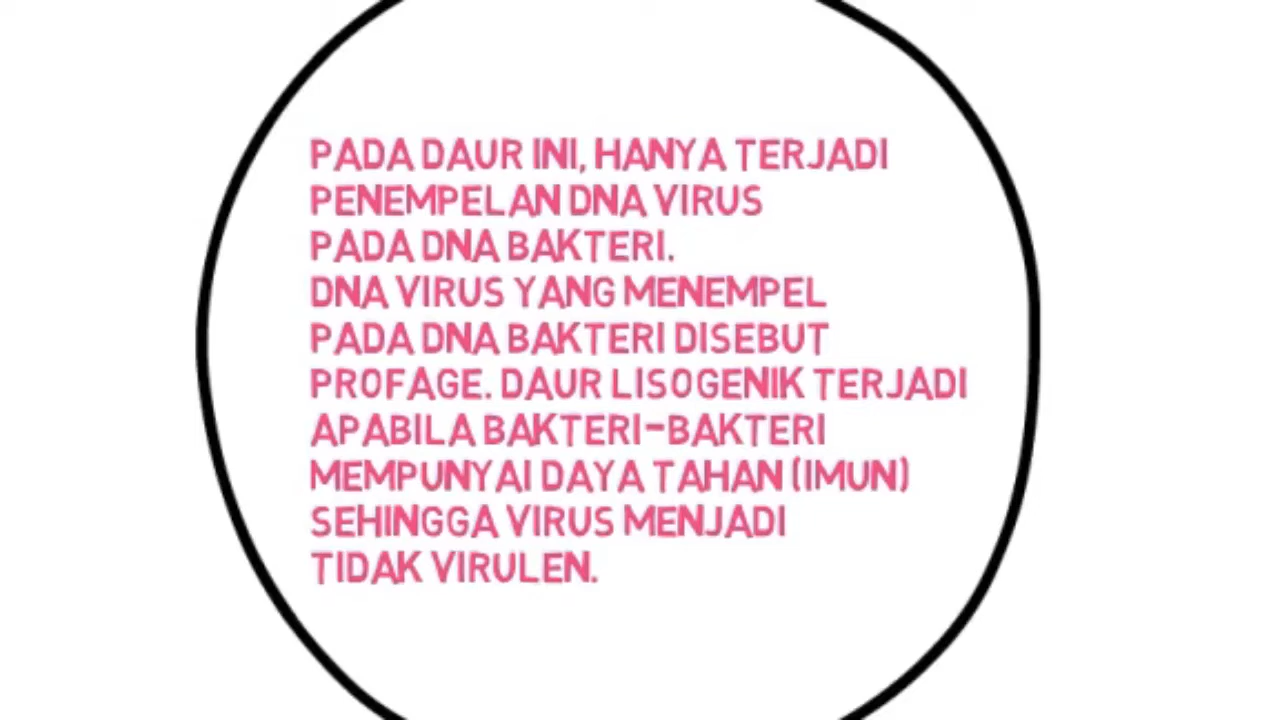 PADA DAUR INI, HANYA TERJADI
PENEMPELAN DNA VIRUS
PADA DNA BAKTERI.
DNA VIRUS YANG MENEMPEL
PADA DNA BAKTERI DISEBUT
PROFAGE. DAUR LISOGENIK TERJADI
APABILA BAKTERI-BAKTERI
MEMPUNYAI DAYA TAHAN (IMUN)
SEHINGGA VIRUS MENJADI
TIDAK VIRULEN.